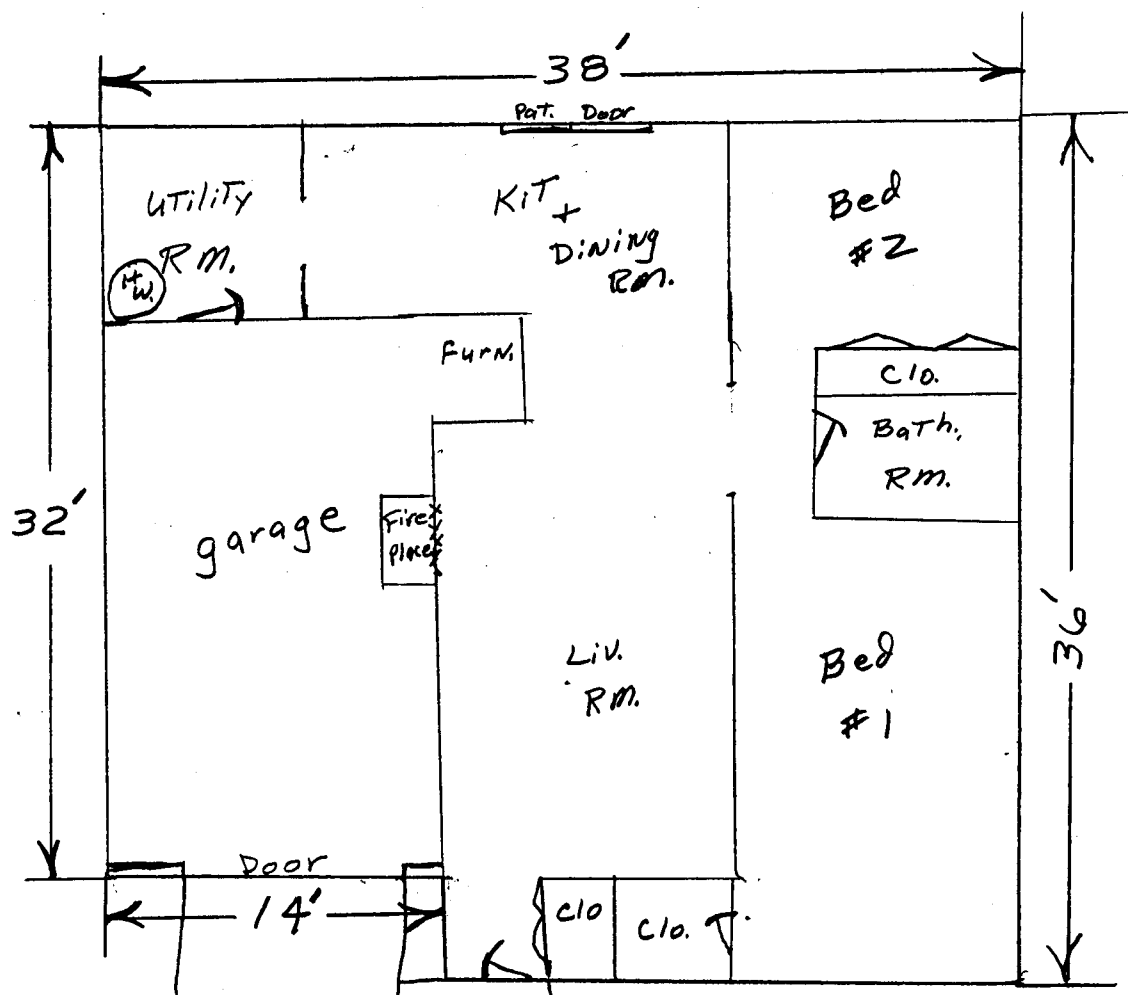 38'
Pat. Door
Utility
RM.
H
W.
KiT
+
DiNiNg
RM.
Bed
#2
Furn.
Clo.
BaTh.
RM.
32'
garage
Fire
place
36'
Liv.
RM.
Bed
#1
Door
14'
Clo
Clo.